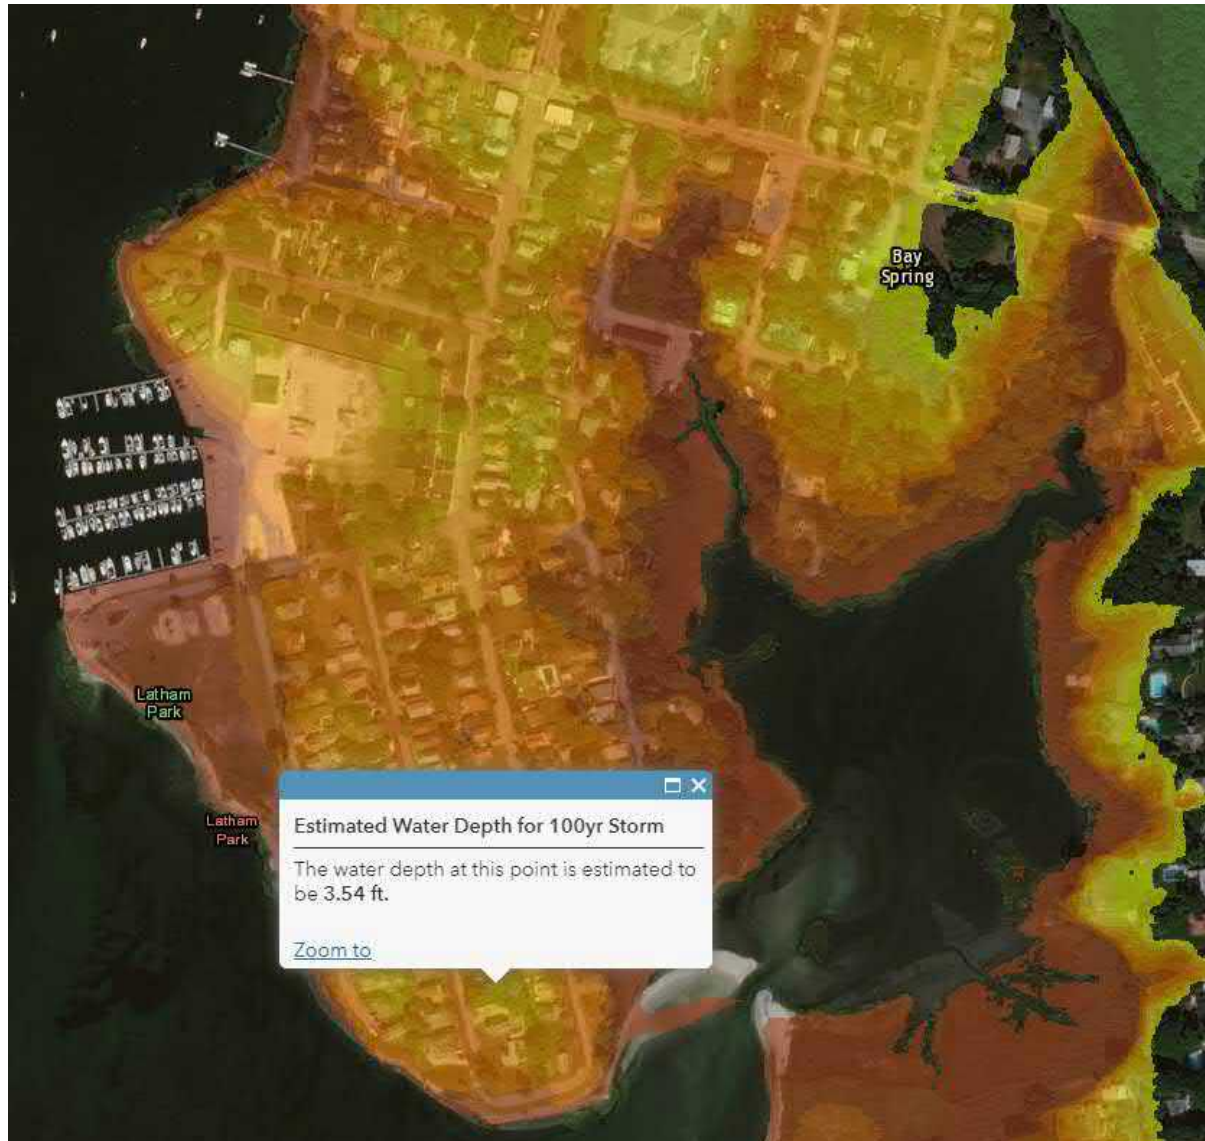 Bay
Spring
Latham
Park
Latham
Park
Estimated Water Depth for 100yr Storm
The water depth at this point is estimated to
be 3.54 ft.
Zoom to